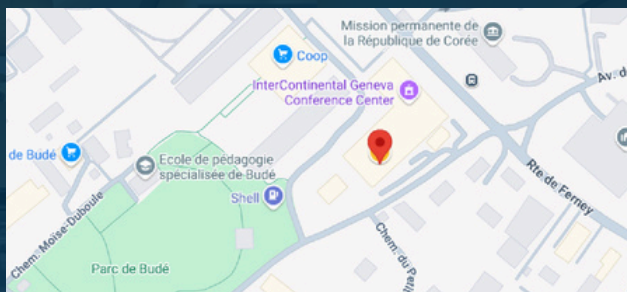 Mission permanente de
la République de Corée
Coop
InterContinental Geneva
Conference Center
Av. d
de Budé
Ecole de pédagogie
spécialisée de Budé
Shell
Rte de Ferney
Chem. Moïse-Duboule
Chem. du Peti
Parc de Budé